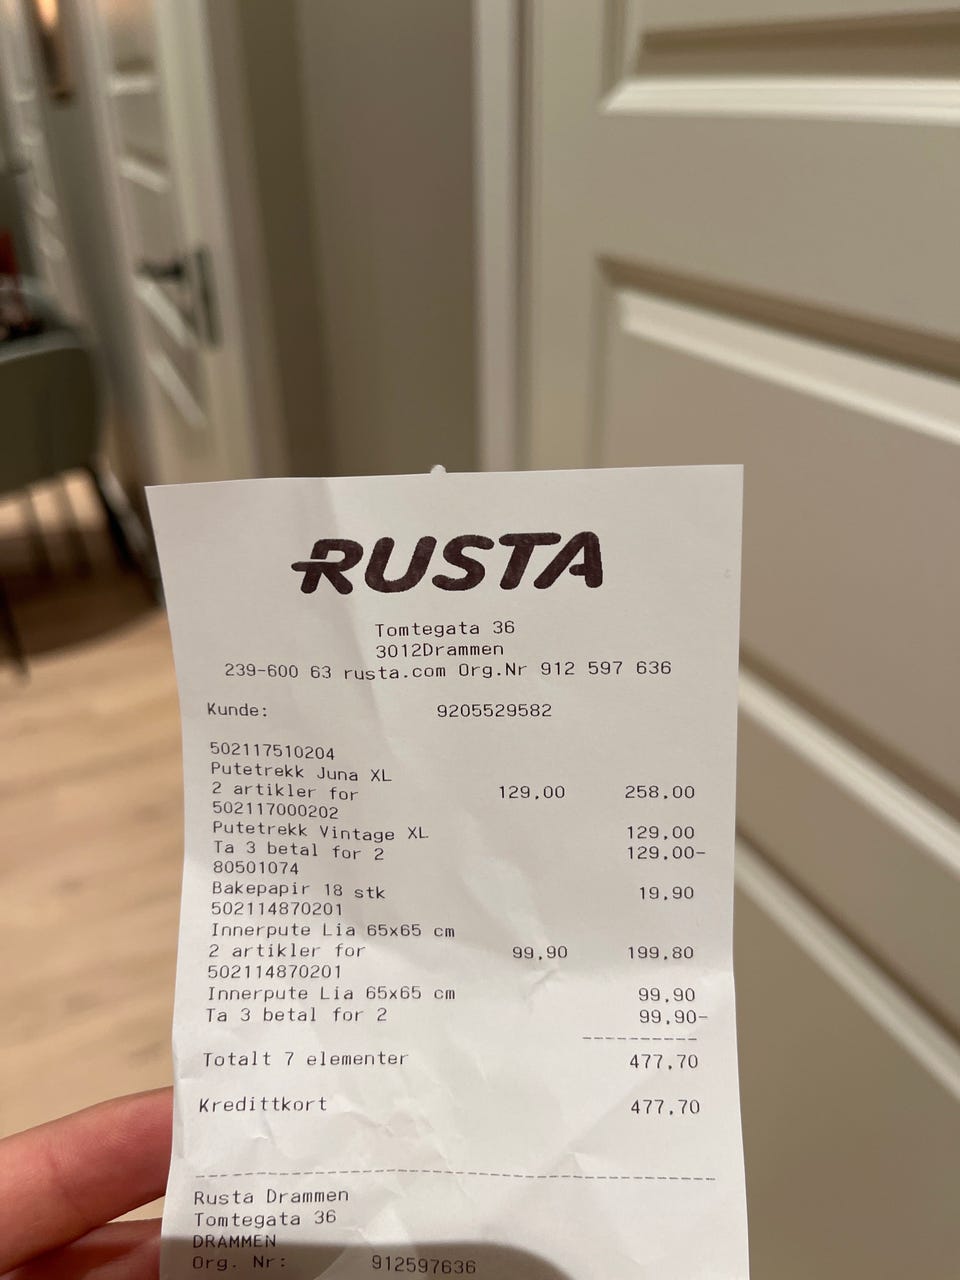 RUSTA
Tomtegata 36
3012Drammen
239-600 63 rusta.com Org.Nr 912 597 636
Kunde: 9205529582
502117510204
Putetrekk Juna XL
2 artikler for 129,00 258,00
502117000202
Putetrekk Vintage XL 129,00
Ta 3 betal for 2 129,00-
80501074
Bakepapir 18 stk 19,90
502114870201
Innerpute Lia 65x65 cm
2 artikler for 99,90 199,80
502114870201
Innerpute Lia 65x65 cm 99,90
Ta 3 betal for 2 99,90-
Totalt 7 elementer 477,70
Kredittkort 477,70
Rusta Drammen
Tomtegata 36
DRAMMEN
Org. Nr: 912597636